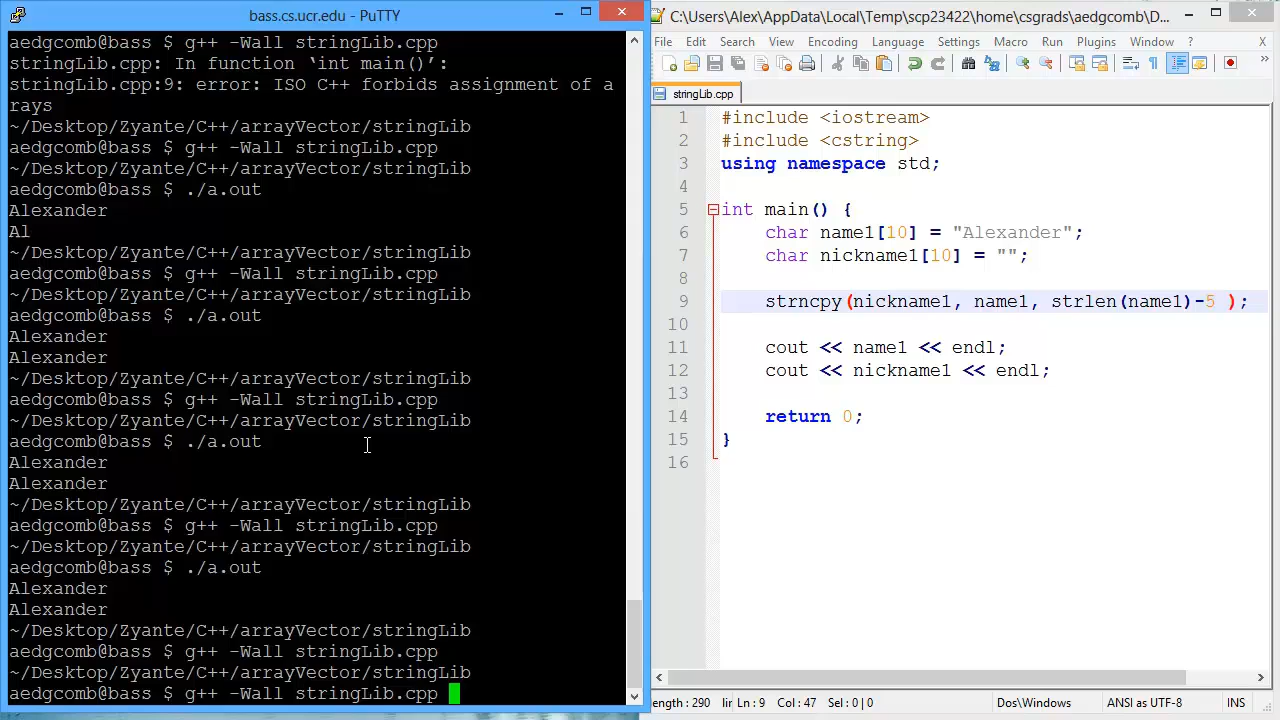 bass.cs.ucr.edu - PuTTY
aedgcomb@bass $ g++ -Wall stringLib.cpp
stringLib.cpp: In function ‘int main()’:
stringLib.cpp:9: error: ISO C++ forbids assignment of a
rays
~/Desktop/Zyante/C++/arrayVector/stringLib
aedgcomb@bass $ g++ -Wall stringLib.cpp
~/Desktop/Zyante/C++/arrayVector/stringLib
aedgcomb@bass $ ./a.out
Alexander
Al
~/Desktop/Zyante/C++/arrayVector/stringLib
aedgcomb@bass $ g++ -Wall stringLib.cpp
~/Desktop/Zyante/C++/arrayVector/stringLib
aedgcomb@bass $ ./a.out
Alexander
Alexander
~/Desktop/Zyante/C++/arrayVector/stringLib
aedgcomb@bass $ g++ -Wall stringLib.cpp
~/Desktop/Zyante/C++/arrayVector/stringLib
aedgcomb@bass $ ./a.out
Alexander
Alexander
~/Desktop/Zyante/C++/arrayVector/stringLib
aedgcomb@bass $ g++ -Wall stringLib.cpp
~/Desktop/Zyante/C++/arrayVector/stringLib
aedgcomb@bass $ ./a.out
Alexander
Alexander
~/Desktop/Zyante/C++/arrayVector/stringLib
aedgcomb@bass $ g++ -Wall stringLib.cpp
~/Desktop/Zyante/C++/arrayVector/stringLib
aedgcomb@bass $ g++ -Wall stringLib.cpp
C:\Users\Alex\AppData\Local\Temp\scp23422\home\csgrads\aedgcomb\D...
File Edit Search View Encoding Language Settings Macro Run Plugins Window ? X
stringLib.cpp
1 #include <iostream>
2 #include <cstring>
3 using namespace std;
4
5 int main() {
6 char name1[10] = "Alexander";
7 char nickname1[10] = "";
8
9 strncpy(nickname1, name1, strlen(name1)-5 );
10
11 cout << name1 << endl;
12 cout << nickname1 << endl;
13
14 return 0;
15 }
16
length : 290 Ln : 9 Col : 47 Sel : 0 | 0 Dos\Windows ANSI as UTF-8 INS